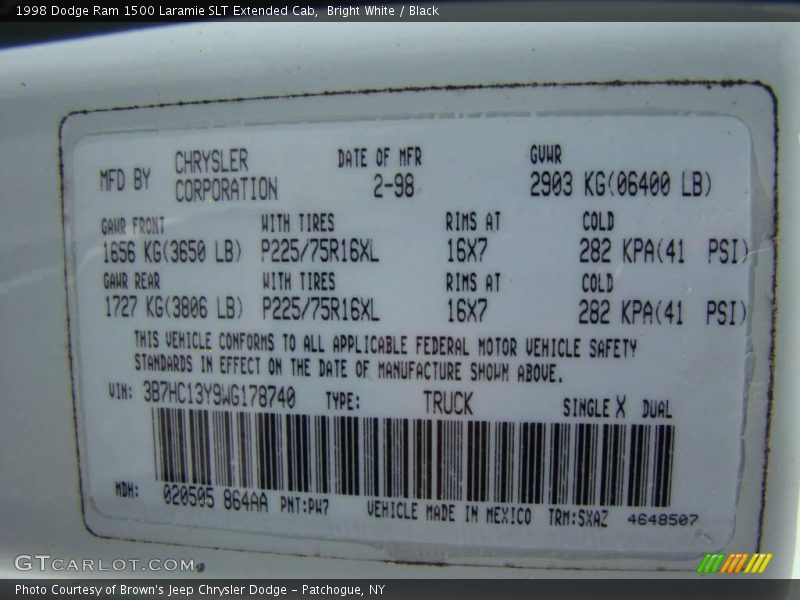 1998 Dodge Ram 1500 Laramie SLT Extended Cab, Bright White / Black
MFD BY CHRYSLER CORPORATION DATE OF MFR 2-98 GVWR 2903 KG(06400 LB)
GAWR FRONT WITH TIRES RIMS AT COLD
1656 KG(3650 LB) P225/75R16XL 16X7 282 KPA(41 PSI)
GAWR REAR WITH TIRES RIMS AT COLD
1727 KG(3806 LB) P225/75R16XL 16X7 282 KPA(41 PSI)
THIS VEHICLE CONFORMS TO ALL APPLICABLE FEDERAL MOTOR VEHICLE SAFETY
STANDARDS IN EFFECT ON THE DATE OF MANUFACTURE SHOWN ABOVE.
VIN: 3B7HC13Y9WG178740 TYPE: TRUCK SINGLE X DUAL
MDH: 020505 864AA PNT:PW7 VEHICLE MADE IN MEXICO TRM:SXAZ 4648507
GTCARLOT.COM
Photo Courtesy of Brown's Jeep Chrysler Dodge - Patchogue, NY